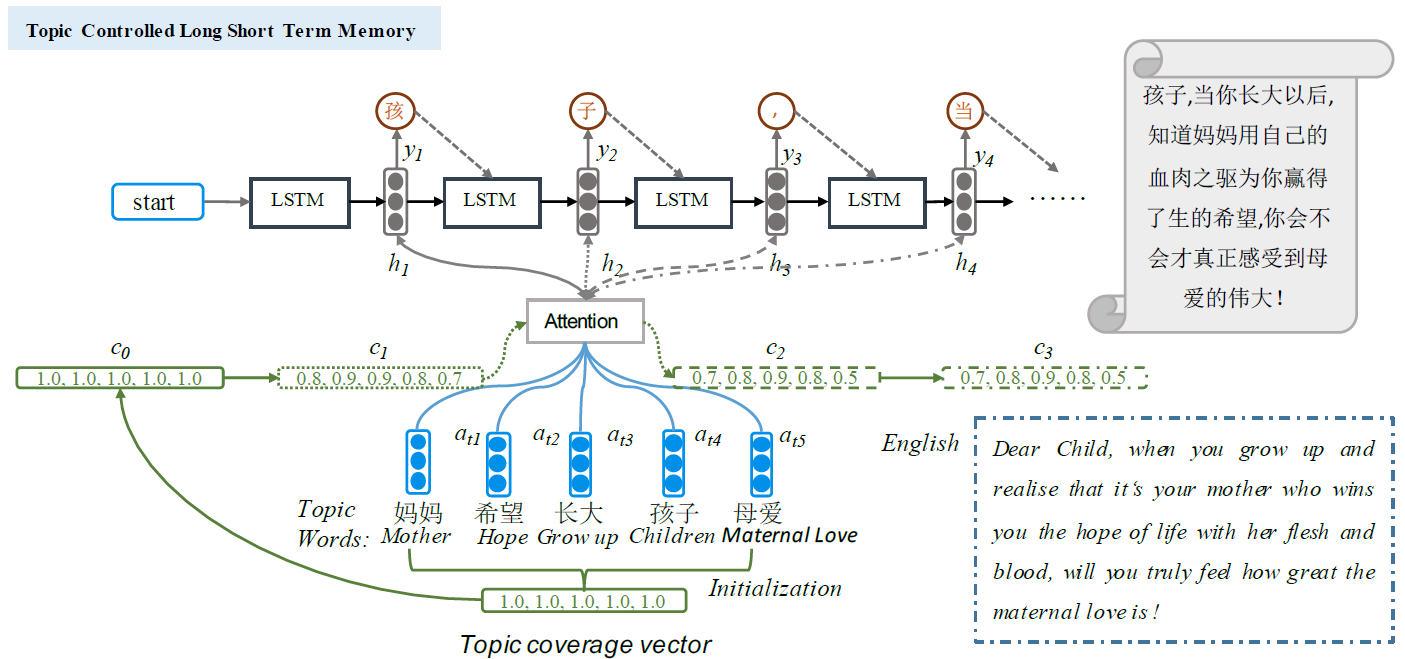 Topic Controlled Long Short Term Memory
孩
子
,
当
y1
y2
y3
y4
start
LSTM
LSTM
LSTM
LSTM
······
h1
h2
h3
h4
孩子,当你长大以后,
知道妈妈用自己的
血肉之驱为你赢得
了生的希望,你会不
会才真正感受到母
爱的伟大!
Attention
c0
c1
c2
c3
1.0, 1.0, 1.0, 1.0, 1.0
0.8, 0.9, 0.9, 0.8, 0.7
0.7, 0.8, 0.9, 0.8, 0.5
0.7, 0.8, 0.9, 0.8, 0.5
at1
at2
at3
at4
at5
Topic
Words:
妈妈
希望
长大
孩子
母爱
Mother
Hope
Grow up
Children
Maternal Love
Initialization
1.0, 1.0, 1.0, 1.0, 1.0
Topic coverage vector
English
Dear Child, when you grow up and
realise that it‘s your mother who wins
you the hope of life with her flesh and
blood, will you truly feel how great the
maternal love is !